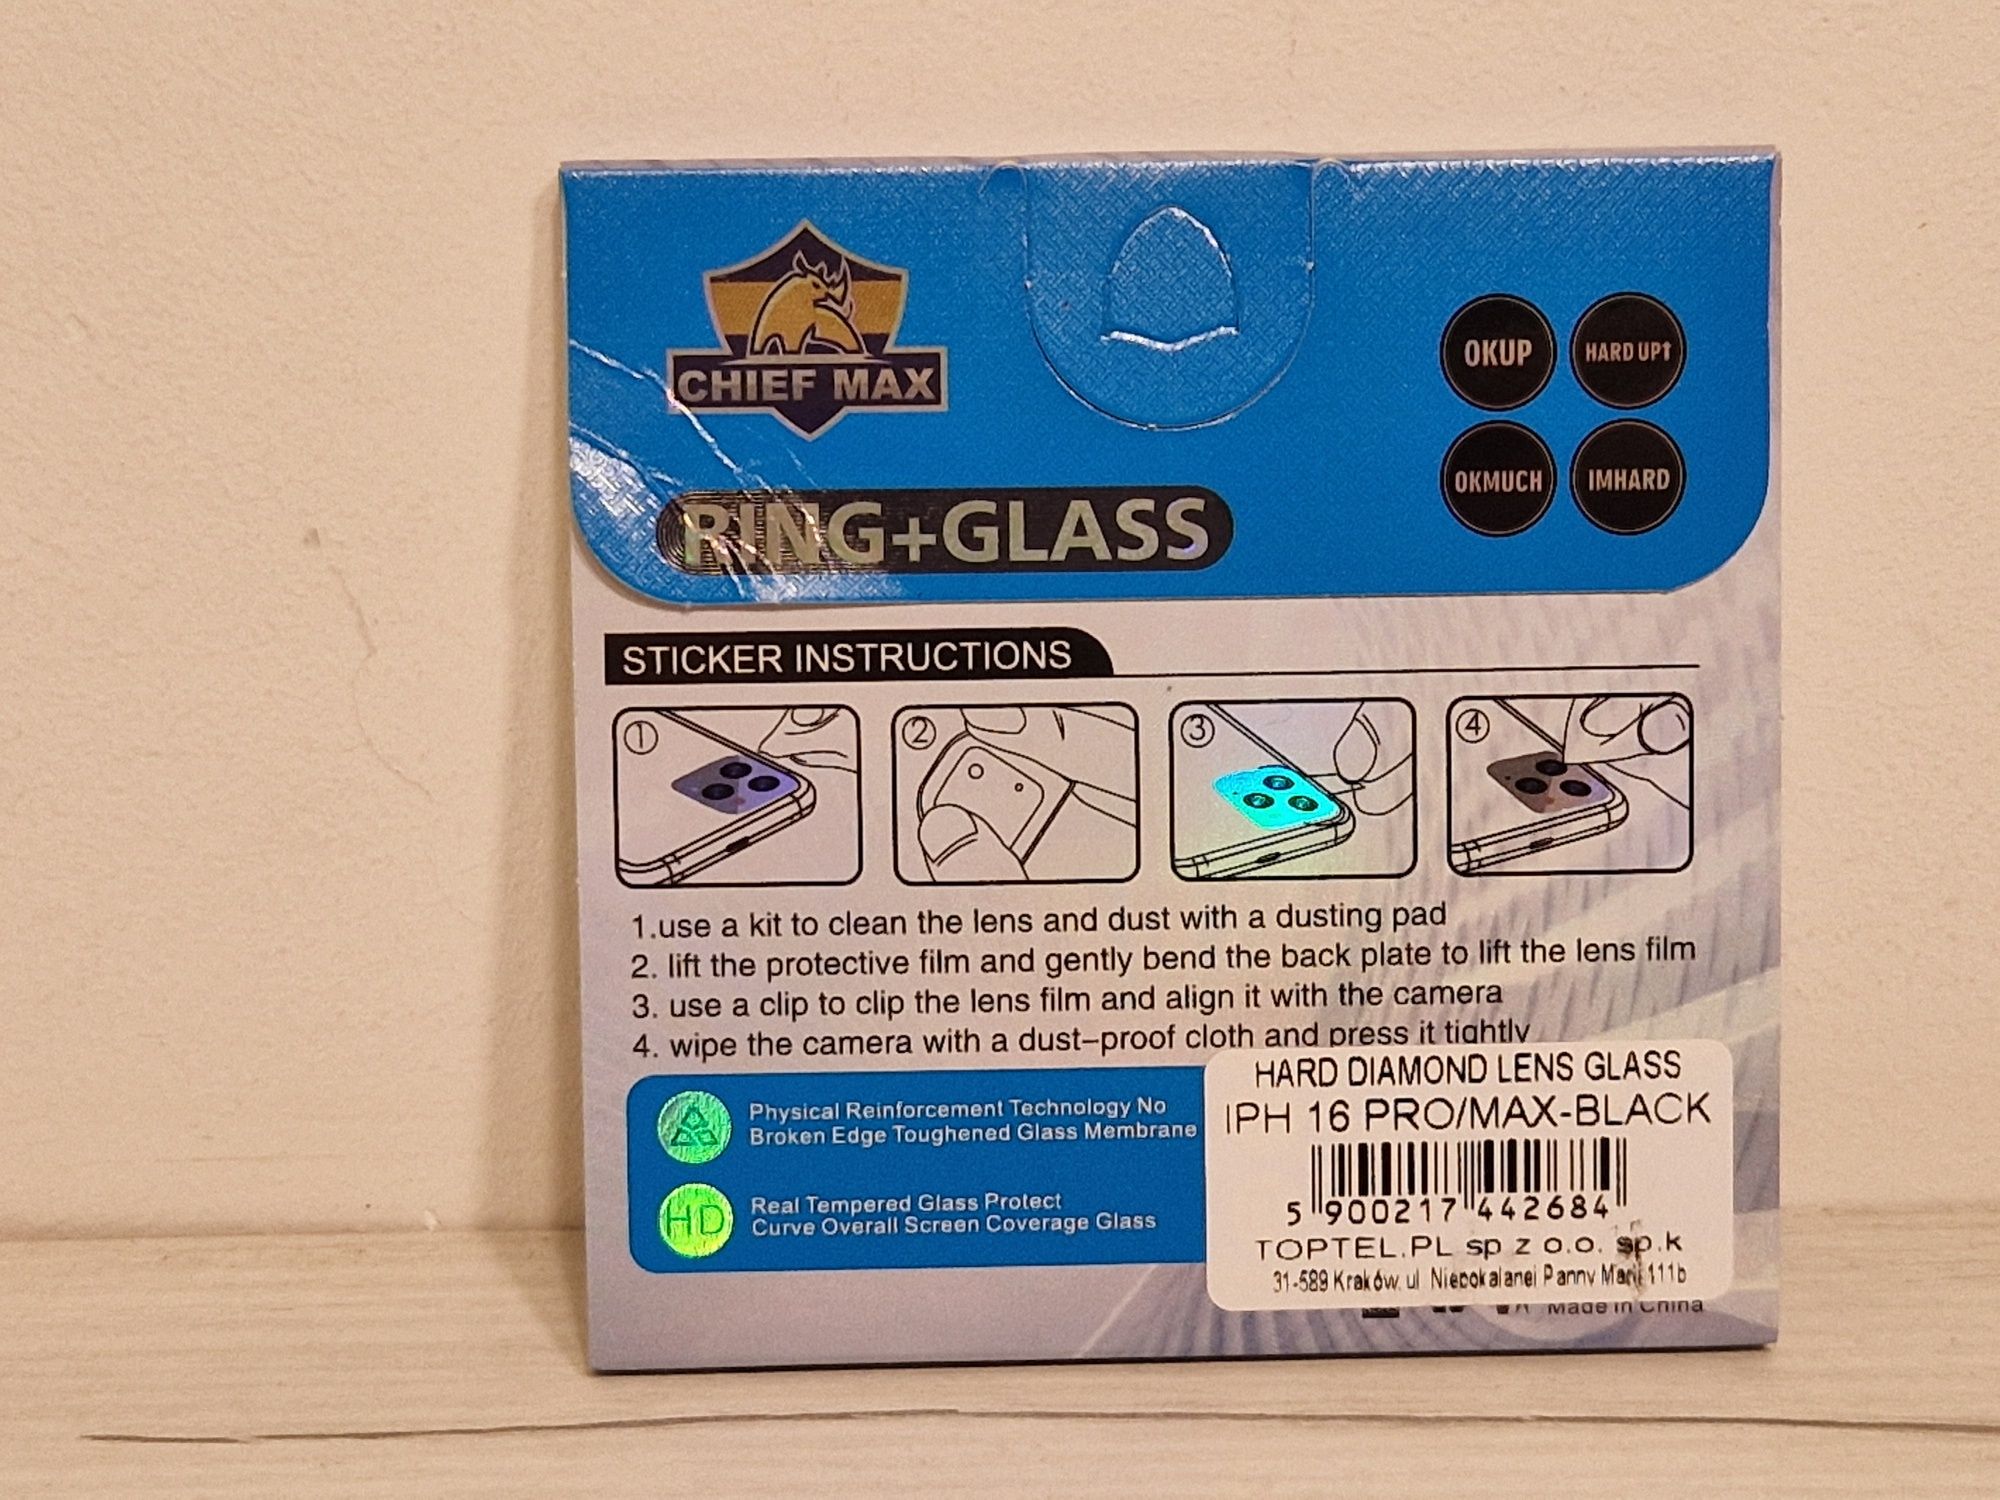 CHIEF MAX
OKUP
HARD UP↑
OKMUCH
IMHARD
RING+GLASS
STICKER INSTRUCTIONS
1
2
3
4
1.use a kit to clean the lens and dust with a dusting pad
2. lift the protective film and gently bend the back plate to lift the lens film
3. use a clip to clip the lens film and align it with the camera
4. wipe the camera with a dust-proof cloth and press it tightly
Physical Reinforcement Technology No
Broken Edge Toughened Glass Membrane
HD
Real Tempered Glass Protect
Curve Overall Screen Coverage Glass
HARD DIAMOND LENS GLASS
IPH 16 PRO/MAX-BLACK
5 900217 442684
TOPTEL.PL sp z o.o. sp.k
31-589 Kraków, ul Niepokalanej Panny Marii 111b
Made in China